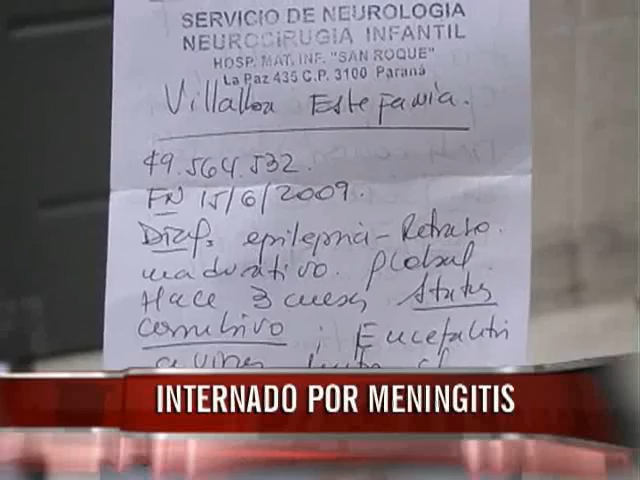 SERVICIO DE NEUROLOGIA
NEUROCIRUGIA INFANTIL
HOSP. MAT. INF. "SAN ROQUE"
La Paz 435 C.P. 3100 Paraná
Villalba Estefania.
49.564.532.
FN 15/6/2009.
epilepsia - Retraso
madurativo global.
Hace 3 meses Status
convulsivo ; Encefalitis
INTERNADO POR MENINGITIS